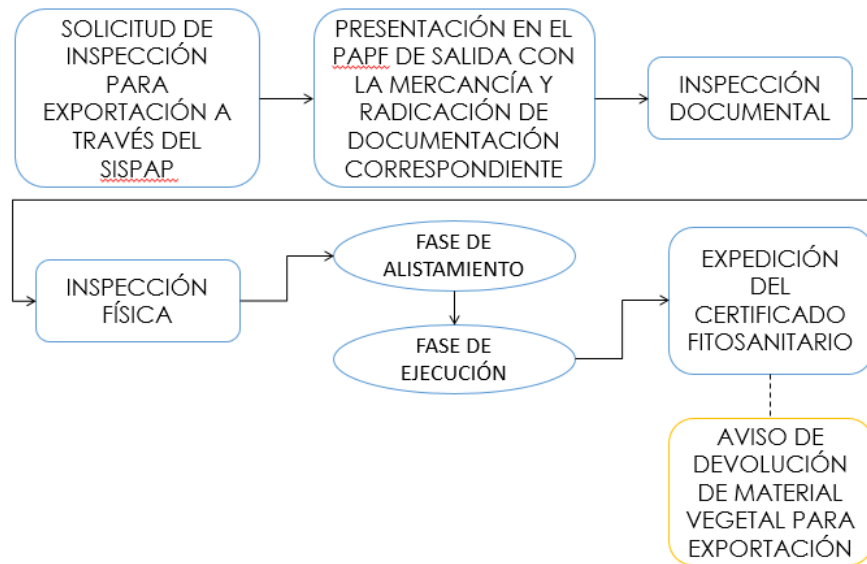 SOLICITUD DE
INSPECCIÓN
PARA
EXPORTACIÓN A
TRAVÉS DEL
SISPAP
PRESENTACIÓN EN EL
PAPF DE SALIDA CON
LA MERCANCÍA Y
RADICACIÓN DE
DOCUMENTACIÓN
CORRESPONDIENTE
INSPECCIÓN
DOCUMENTAL
INSPECCIÓN
FÍSICA
FASE DE
ALISTAMIENTO
FASE DE
EJECUCIÓN
EXPEDICIÓN
DEL
CERTIFICADO
FITOSANITARIO
AVISO DE
DEVOLUCIÓN
DE MATERIAL
VEGETAL PARA
EXPORTACIÓN